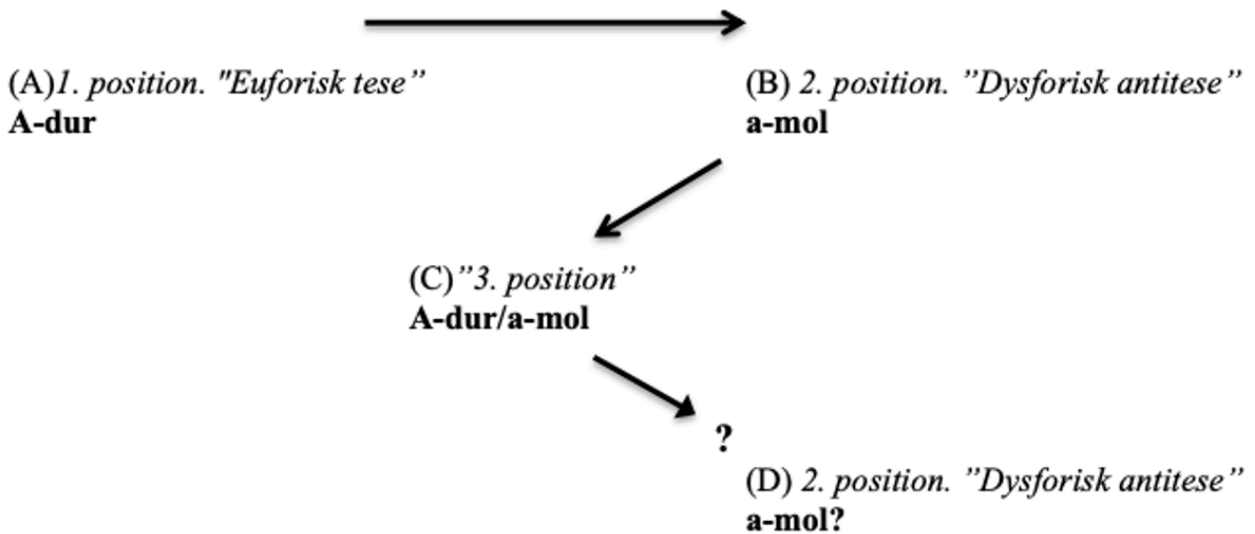 (A)1. position. "Euforisk tese”
A-dur
(B) 2. position. ”Dysforisk antitese”
a-mol
(C)”3. position”
A-dur/a-mol
?
(D) 2. position. ”Dysforisk antitese”
a-mol?